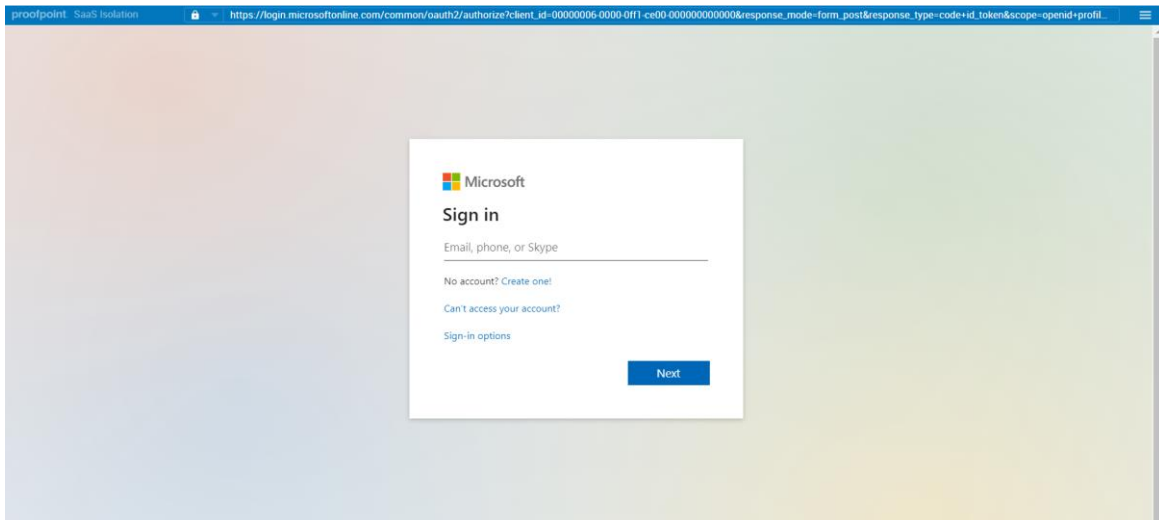 proofpoint SaaS Isolation https://login.microsoftonline.com/common/oauth2/authorize?client_id=00000006-0000-0ff1-ce00-000000000000&response_mode=form_post&response_type=code+id_token&scope=openid+profil...
Microsoft
Sign in
Email, phone, or Skype
No account? Create one!
Can't access your account?
Sign-in options
Next